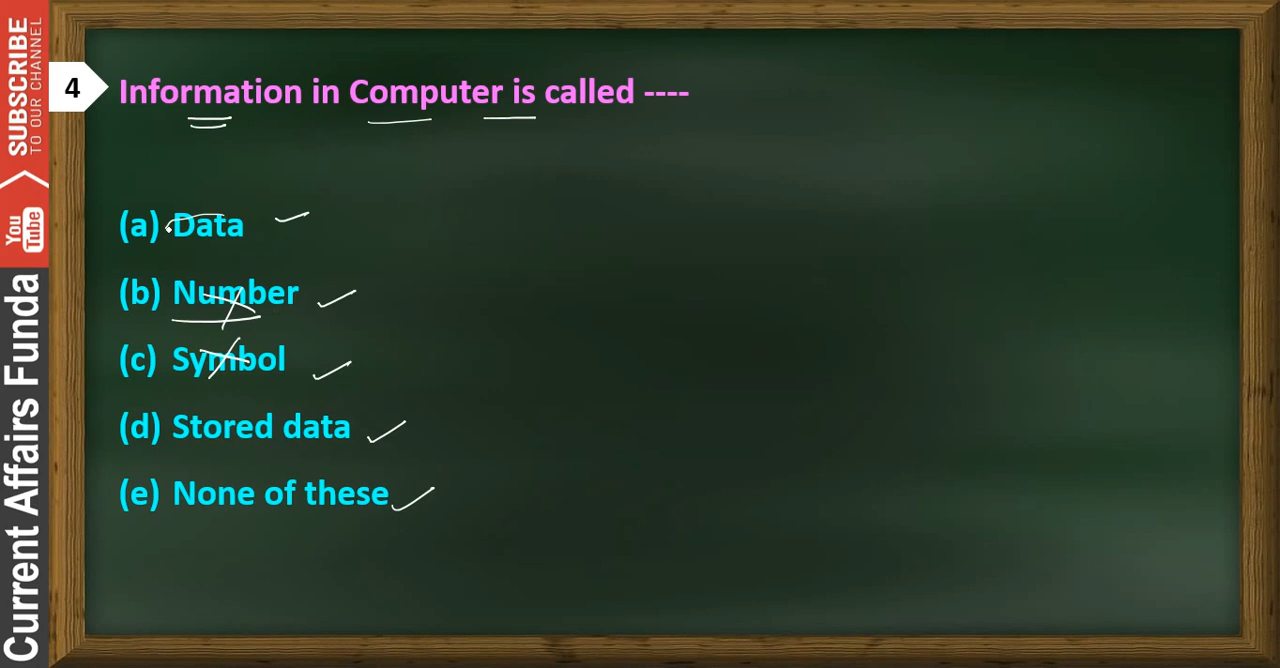 SUBSCRIBE
TO OUR CHANNEL
You
Tube
Current Affairs Funda
4
Information in Computer is called ----
(a) Data
(b) Number
(c) Symbol
(d) Stored data
(e) None of these